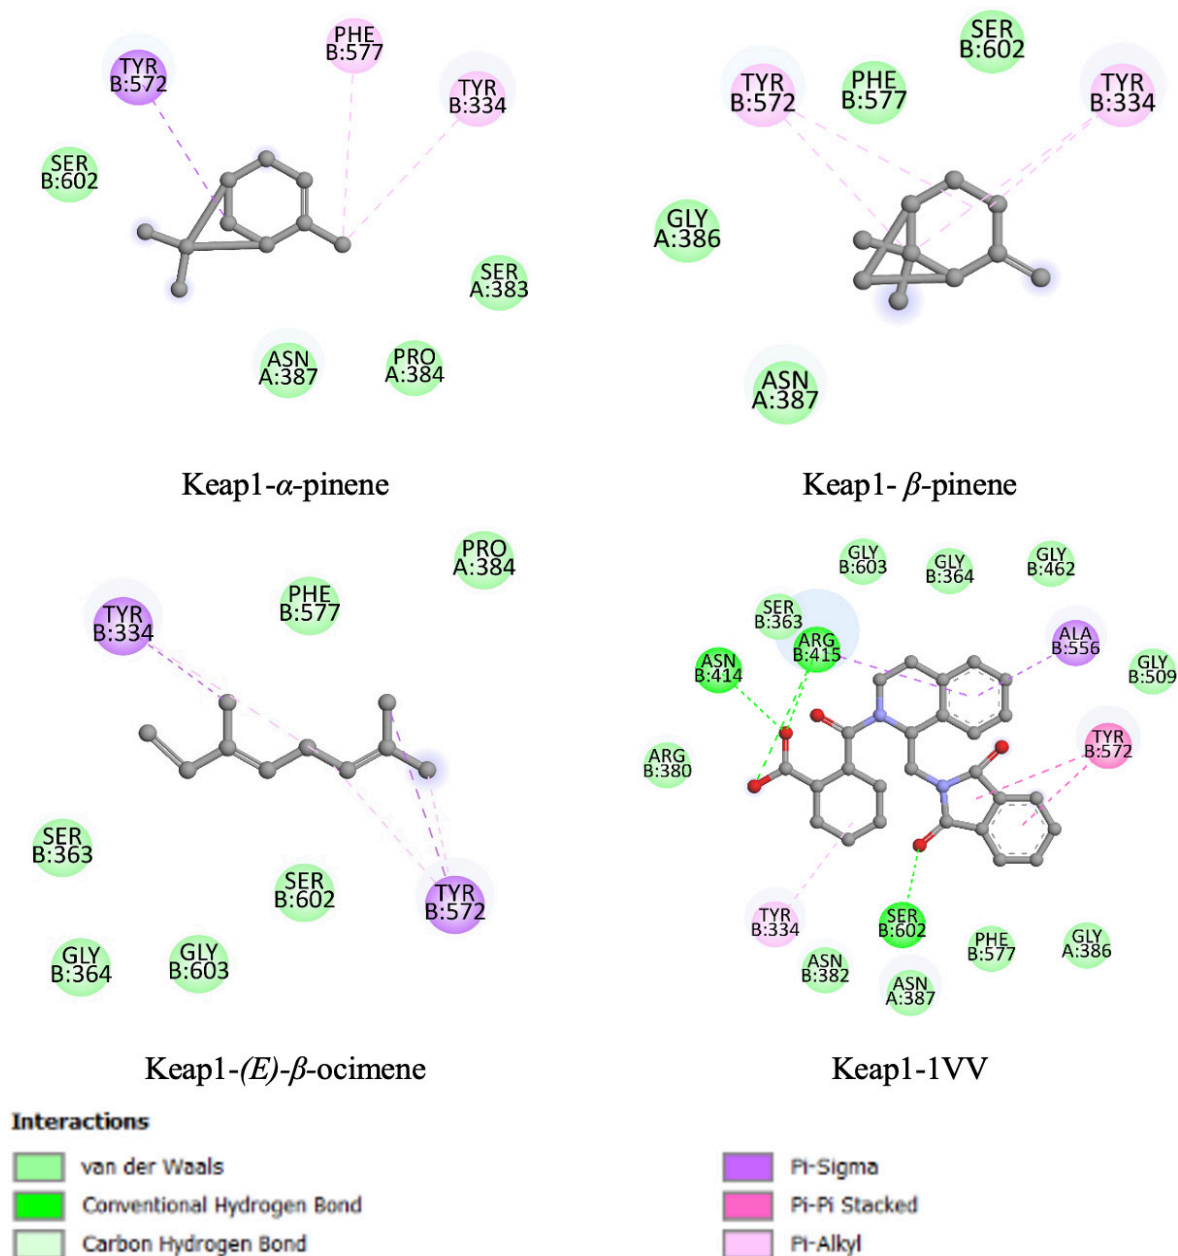 PHE
B:577
TYR
B:572
TYR
B:334
SER
B:602
SER
A:383
ASN
A:387
PRO
A:384
Keap1-α-pinene
SER
B:602
TYR
B:572
PHE
B:577
TYR
B:334
GLY
A:386
ASN
A:387
Keap1- β-pinene
PRO
A:384
PHE
B:577
TYR
B:334
SER
B:363
SER
B:602
TYR
B:572
GLY
B:364
GLY
B:603
Keap1-(E)-β-ocimene
GLY
B:603
GLY
B:364
GLY
B:462
SER
B:363
ARG
B:415
ALA
B:556
ASN
B:414
GLY
B:509
ARG
B:380
TYR
B:572
N
N
TYR
B:334
SER
B:602
PHE
B:577
GLY
A:386
ASN
B:382
ASN
A:387
Keap1-1VV
Interactions
van der Waals
Conventional Hydrogen Bond
Carbon Hydrogen Bond
Pi-Sigma
Pi-Pi Stacked
Pi-Alkyl